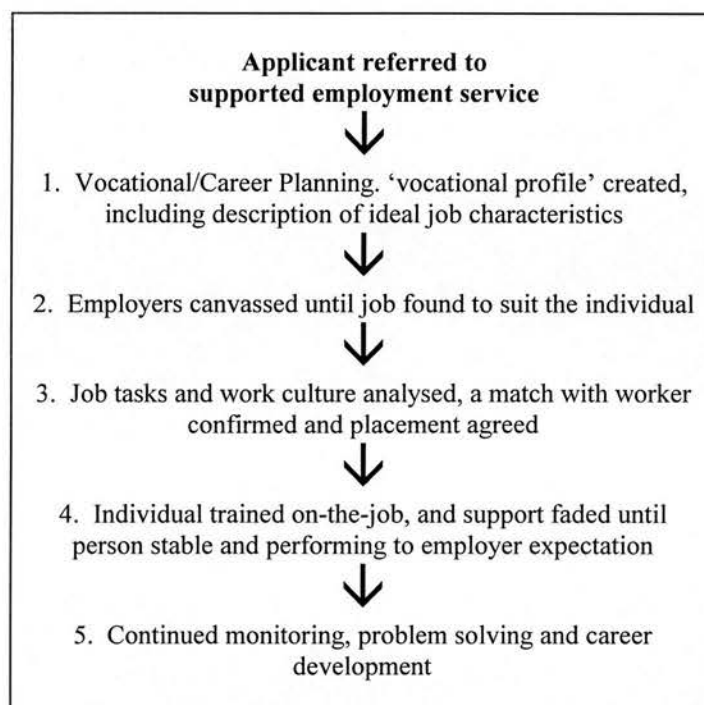 Applicant referred to
supported employment service
1. Vocational/Career Planning. ‘vocational profile’ created,
including description of ideal job characteristics
2. Employers canvassed until job found to suit the individual
3. Job tasks and work culture analysed, a match with worker
confirmed and placement agreed
4. Individual trained on-the-job, and support faded until
person stable and performing to employer expectation
5. Continued monitoring, problem solving and career
development